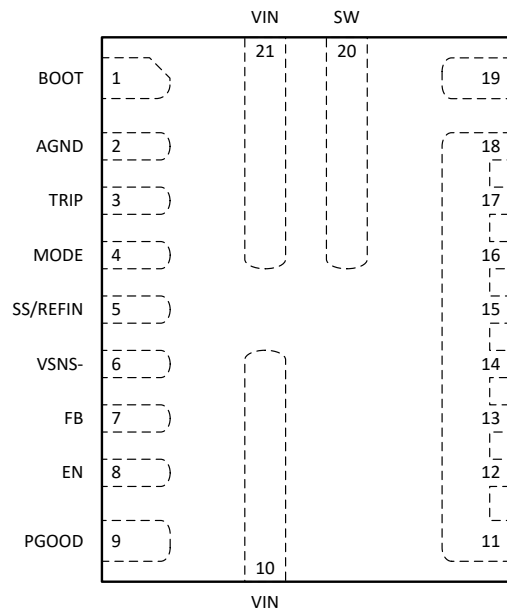 VIN SW
21 20
BOOT 1 19
AGND 2 18
TRIP 3 17
MODE 4 16
SS/REFIN 5 15
VSNS- 6 14
FB 7 13
EN 8 12
PGOOD 9 11
10
VIN